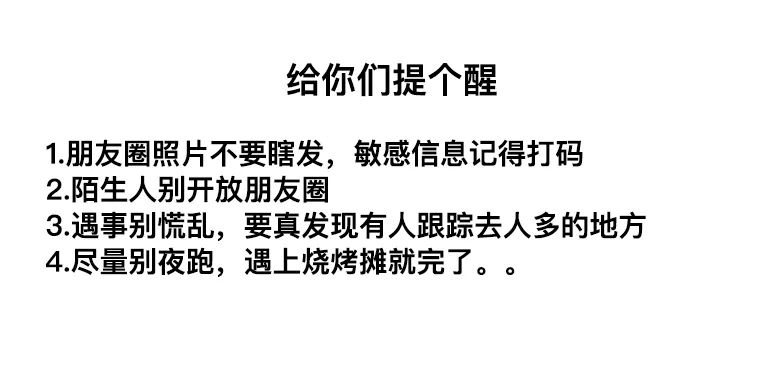 给你们提个醒
1.朋友圈照片不要瞎发，敏感信息记得打码
2.陌生人别开放朋友圈
3.遇事别慌乱，要真发现有人跟踪去人多的地方
4.尽量别夜跑，遇上烧烤摊就完了。。